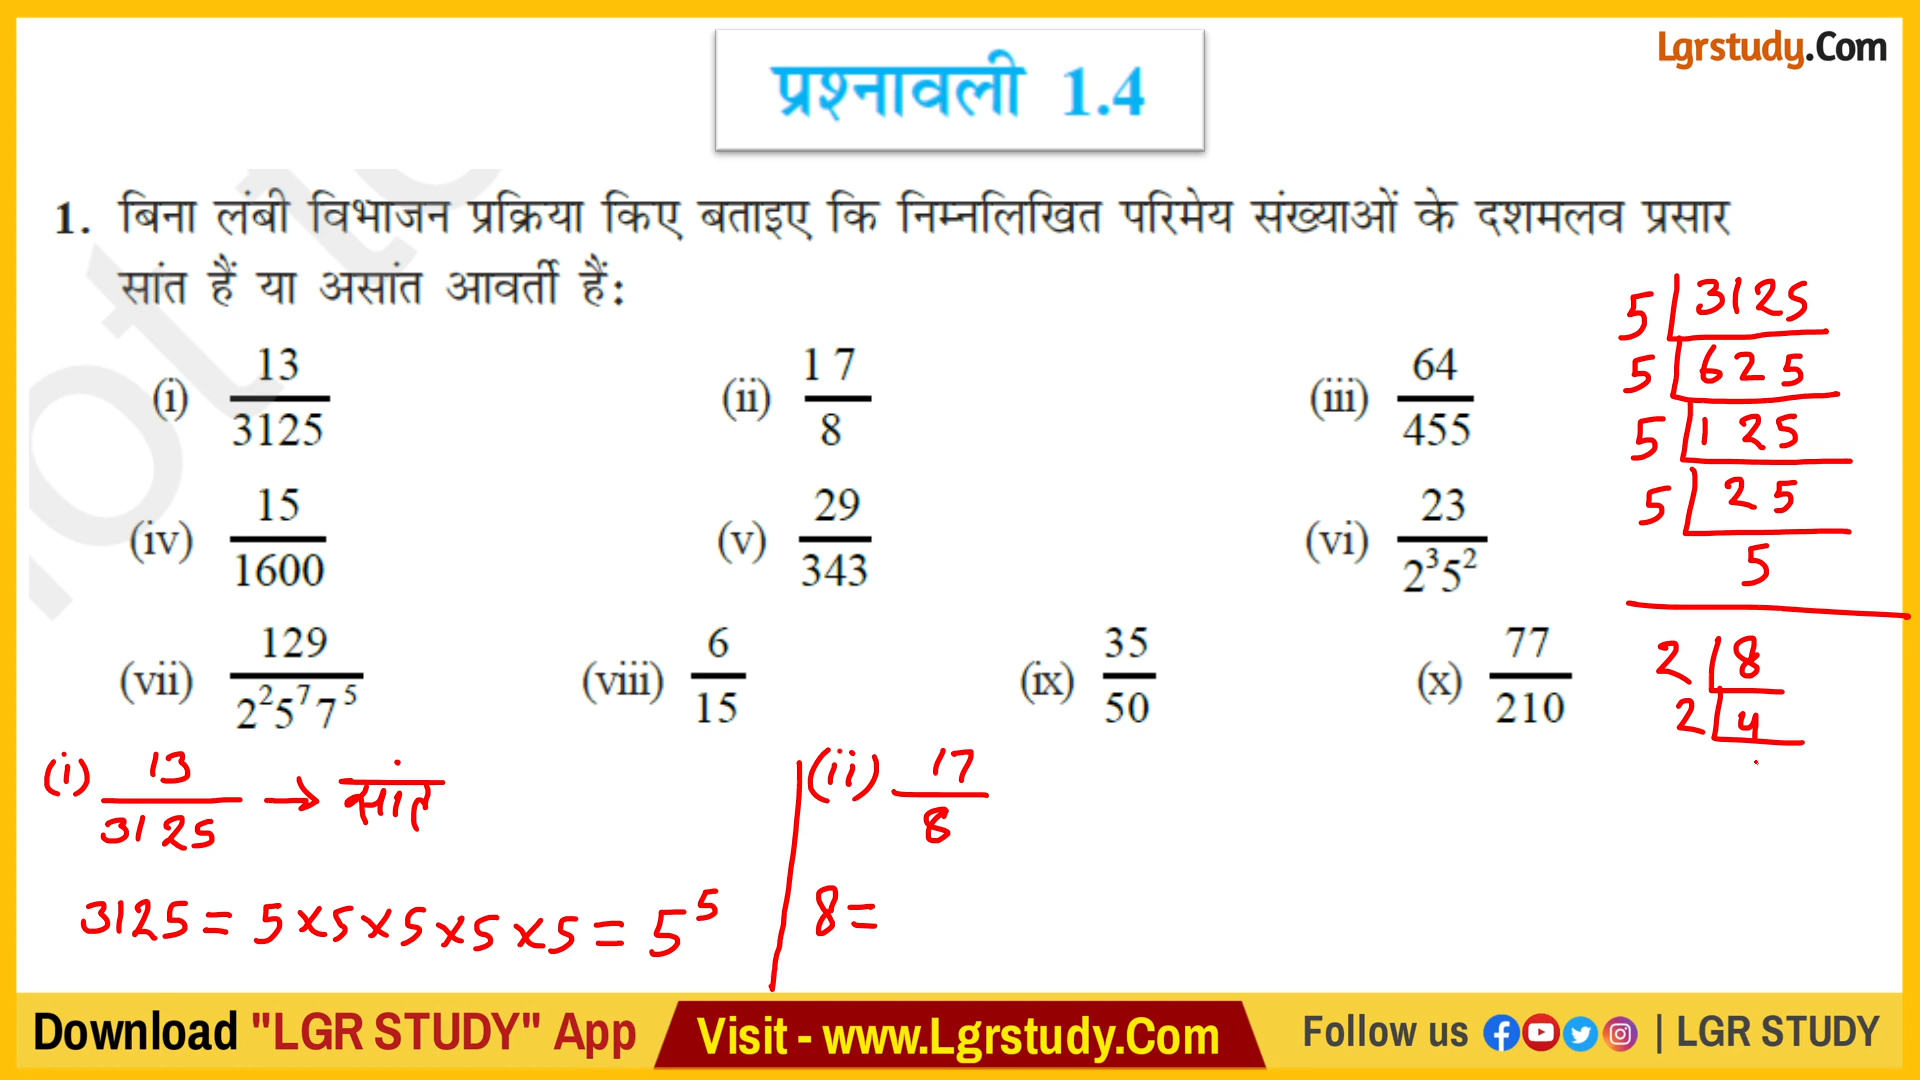 Lgrstudy.Com
प्रश्नावली 1.4
1. बिना लंबी विभाजन प्रक्रिया किए बताइए कि निम्नलिखित परिमेय संख्याओं के दशमलव प्रसार
सांत हैं या असांत आवर्ती हैं:
(i) 13/3125 (ii) 17/8 (iii) 64/455
(iv) 15/1600 (v) 29/343 (vi) 23/2³5²
(vii) 129/2²5⁷7⁵ (viii) 6/15 (ix) 35/50 (x) 77/210
5 | 3125
5 | 625
5 | 125
5 | 25
5
2 | 8
2 | 4
(i) 13/3125 → सांत
3125 = 5×5×5×5×5 = 5⁵
(ii) 17/8
8 =
Download "LGR STUDY" App
Visit - www.Lgrstudy.Com
Follow us | LGR STUDY